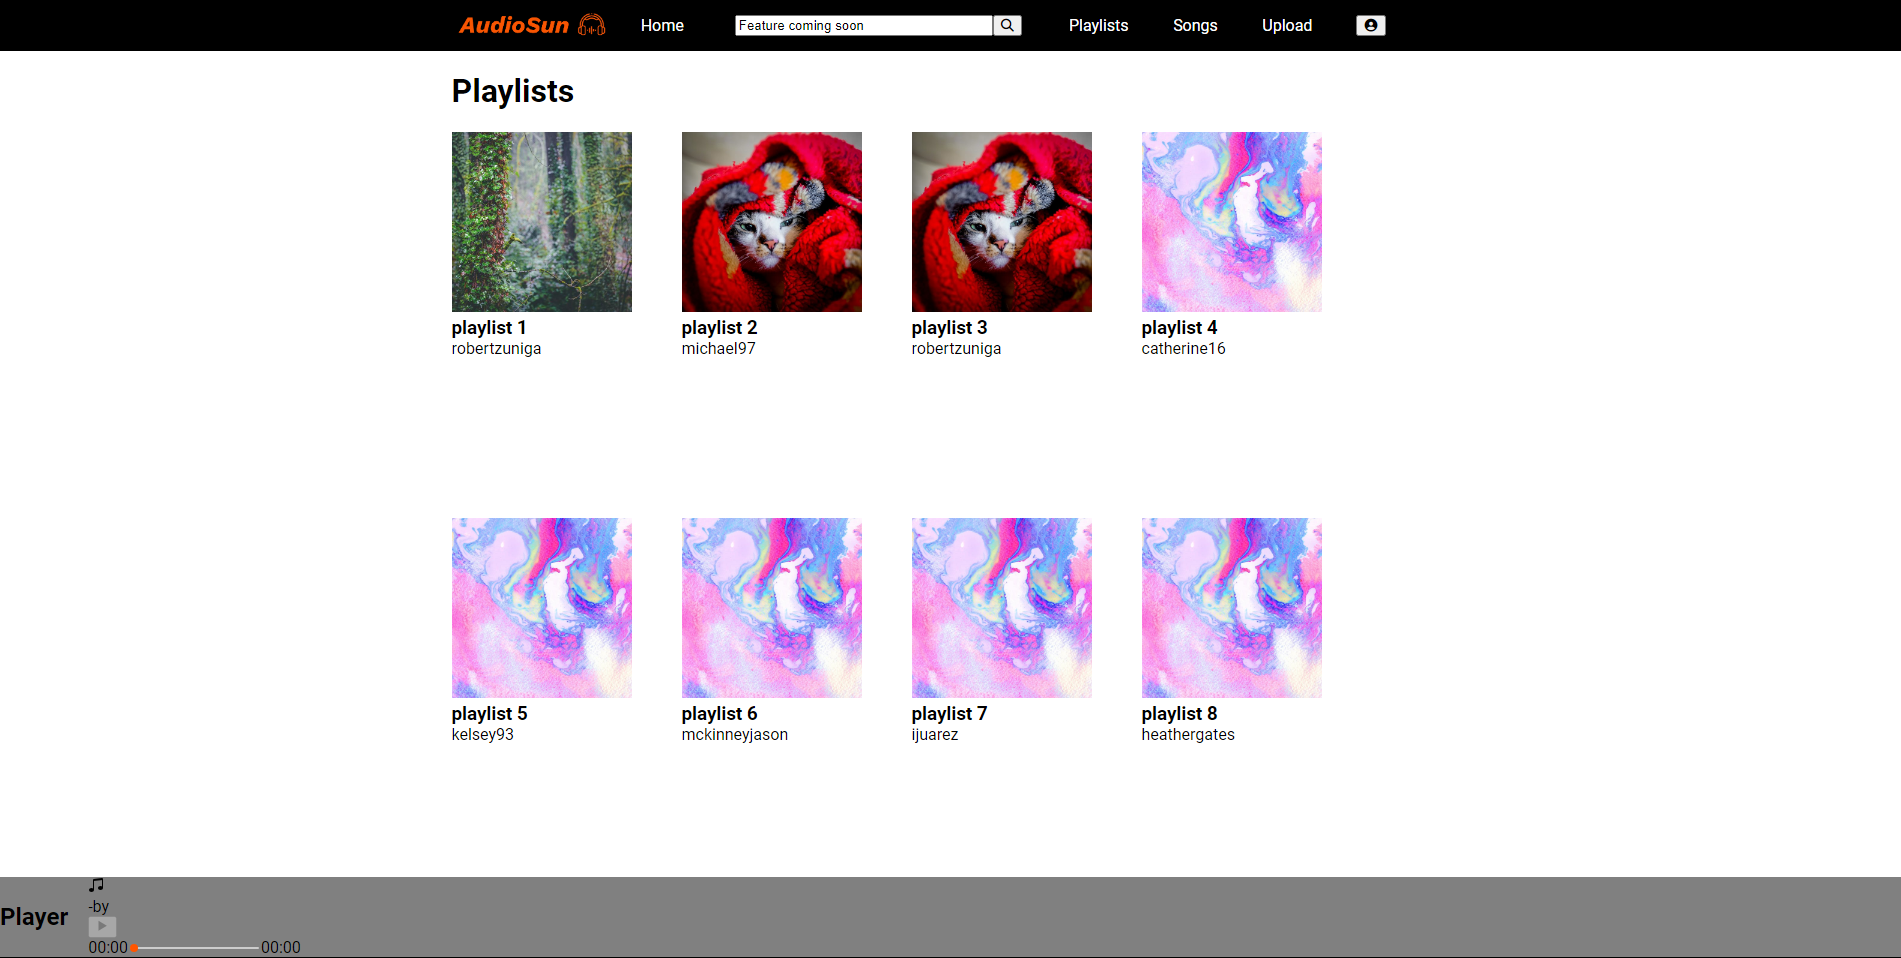 AudioSun Home Feature coming soon Playlists Songs Upload
Playlists
playlist 1 playlist 2 playlist 3 playlist 4
robertzuniga michael97 robertzuniga catherine16
playlist 5 playlist 6 playlist 7 playlist 8
kelsey93 mckinneyjason ijuarez heathergates
Player
-by
00:00 00:00